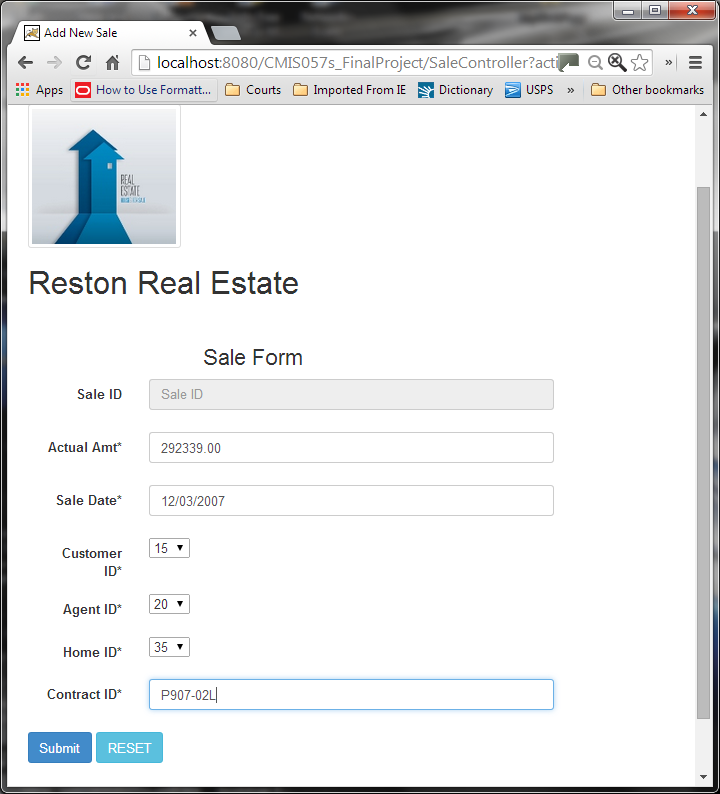 Add New Sale
localhost:8080/CMIS057s_FinalProject/SaleController?acti
Apps How to Use Formatt... Courts Imported From IE Dictionary USPS » Other bookmarks
REAL
ESTATE
Reston Real Estate
Sale Form
Sale ID Sale ID
Actual Amt* 292339.00
Sale Date* 12/03/2007
Customer ID* 15
Agent ID* 20
Home ID* 35
Contract ID* P907-02L
Submit RESET